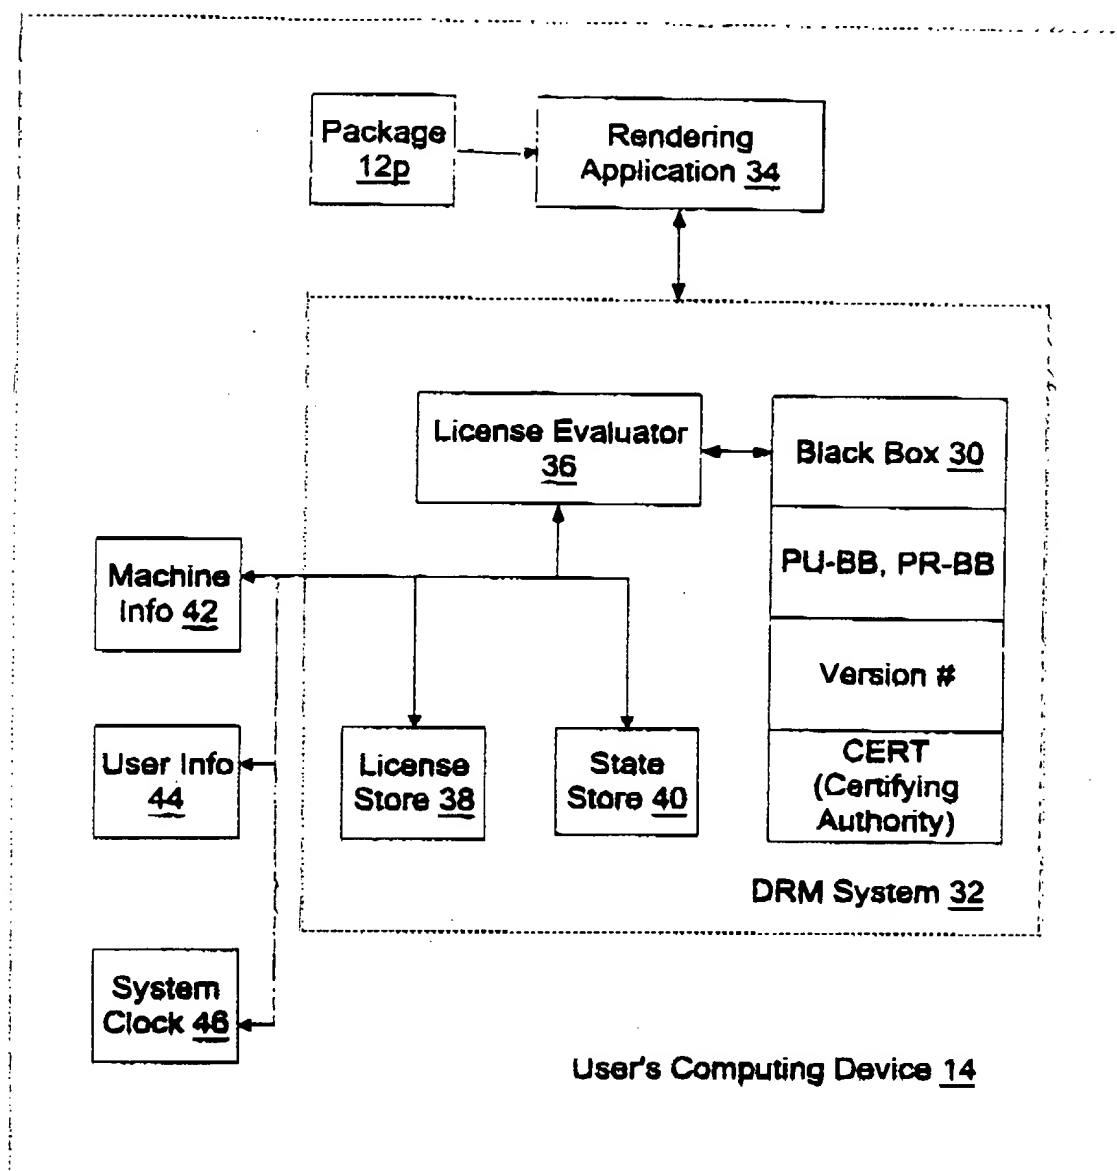 Package
12p
Rendering
Application 34
License Evaluator
36
Black Box 30
PU-BB, PR-BB
Version #
CERT
(Certifying
Authority)
Machine
Info 42
User Info
44
License
Store 38
State
Store 40
DRM System 32
System
Clock 46
User's Computing Device 14